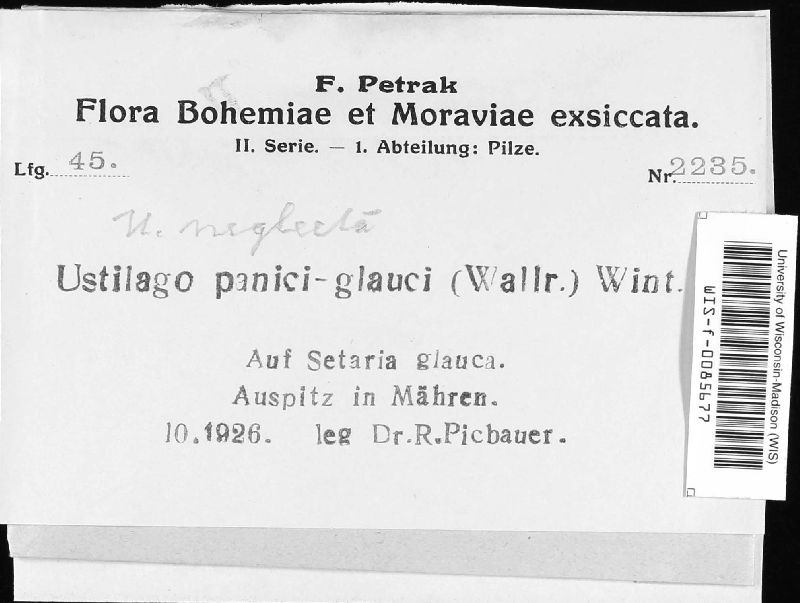 F. Petrak
Flora Bohemiae et Moraviae exsiccata.
II. Serie. — 1. Abteilung: Pilze.
Lfg. 45.
Nr. 2235.
U. neglecta
Ustilago panici-glauci (Wallr.) Wint.
Auf Setaria glauca.
Auspitz in Mähren.
10.1926. leg Dr.R.Picbauer.
University of Wisconsin-Madison (WIS)
WIS-f-0085677